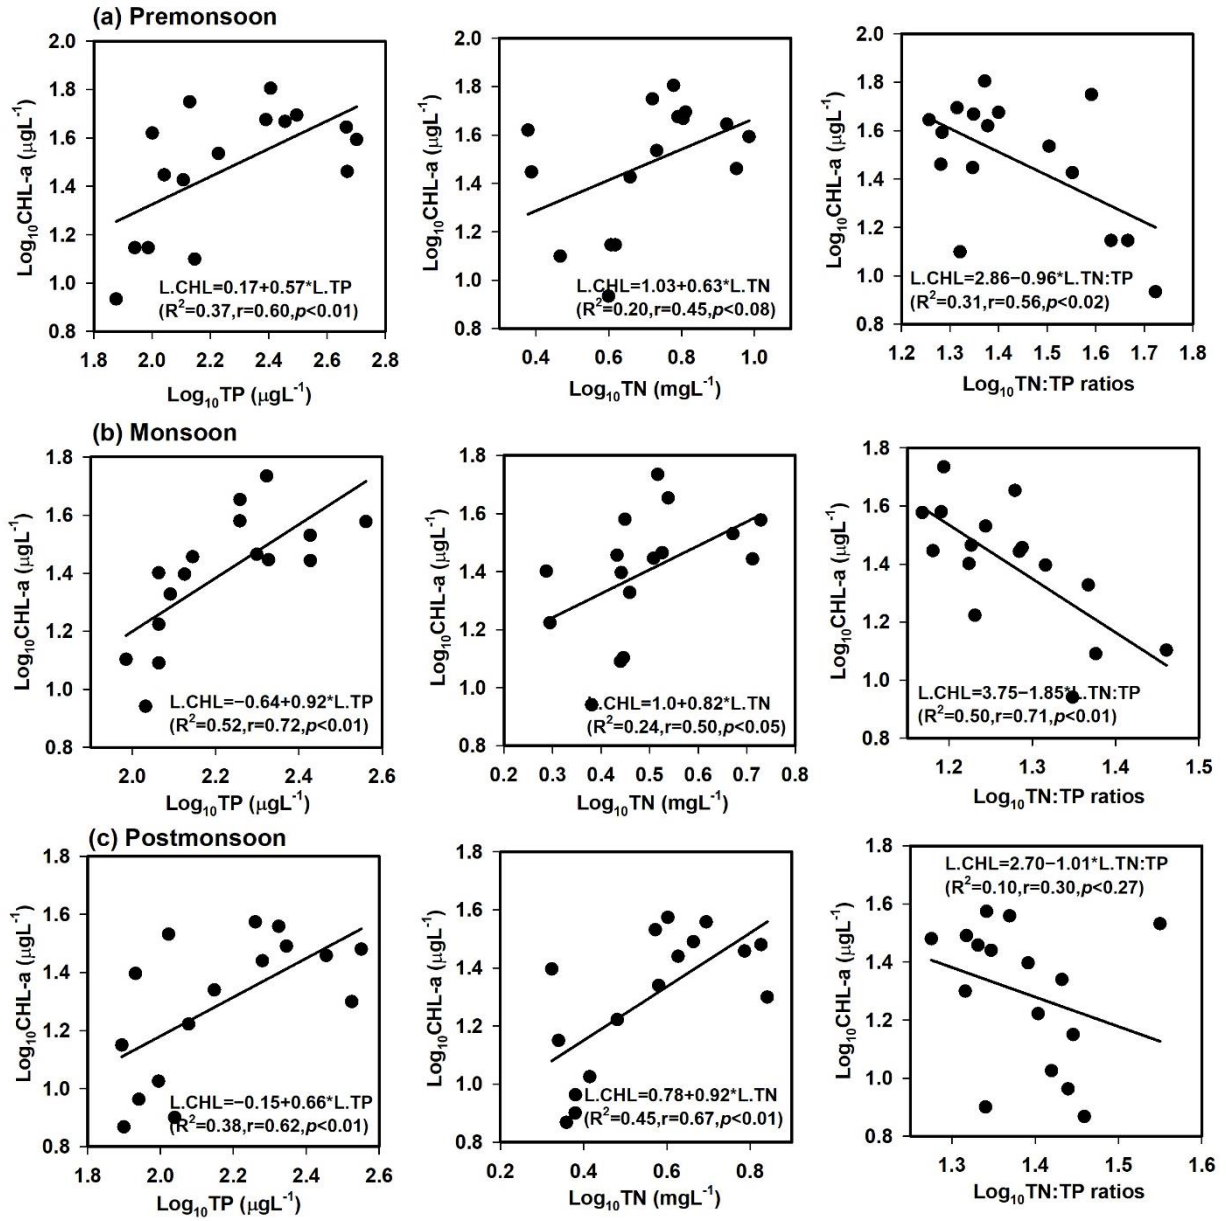 (a) Premonsoon
2.0
1.8
1.6
1.4
1.2
1.0
0.8
Log10CHL-a (µgL-1)
L.CHL=0.17+0.57*L.TP
(R2=0.37,r=0.60,p<0.01)
1.8 2.0 2.2 2.4 2.6 2.8
Log10TP (µgL-1)
2.0
1.8
1.6
1.4
1.2
1.0
0.8
Log10CHL-a (µgL-1)
L.CHL=1.03+0.63*L.TN
(R2=0.20,r=0.45,p<0.08)
0.4 0.6 0.8 1.0
Log10TN (mgL-1)
2.0
1.8
1.6
1.4
1.2
1.0
0.8
Log10CHL-a (µgL-1)
L.CHL=2.86−0.96*L.TN:TP
(R2=0.31,r=0.56,p<0.02)
1.2 1.3 1.4 1.5 1.6 1.7 1.8
Log10TN:TP ratios
(b) Monsoon
1.8
1.6
1.4
1.2
1.0
0.8
Log10CHL-a (µgL-1)
L.CHL=−0.64+0.92*L.TP
(R2=0.52,r=0.72,p<0.01)
2.0 2.2 2.4 2.6
Log10TP (µgL-1)
1.8
1.6
1.4
1.2
1.0
0.8
Log10CHL-a (µgL-1)
L.CHL=1.0+0.82*L.TN
(R2=0.24,r=0.50,p<0.05)
0.2 0.3 0.4 0.5 0.6 0.7 0.8
Log10TN (mgL-1)
1.8
1.6
1.4
1.2
1.0
0.8
Log10CHL-a (µgL-1)
L.CHL=3.75−1.85*L.TN:TP
(R2=0.50,r=0.71,p<0.01)
1.2 1.3 1.4 1.5
Log10TN:TP ratios
(c) Postmonsoon
1.8
1.6
1.4
1.2
1.0
0.8
Log10CHL-a (µgL-1)
L.CHL=−0.15+0.66*L.TP
(R2=0.38,r=0.62,p<0.01)
1.8 2.0 2.2 2.4 2.6
Log10TP (µgL-1)
1.8
1.6
1.4
1.2
1.0
0.8
Log10CHL-a (µgL-1)
L.CHL=0.78+0.92*L.TN
(R2=0.45,r=0.67,p<0.01)
0.2 0.4 0.6 0.8
Log10TN (mgL-1)
1.8
1.6
1.4
1.2
1.0
0.8
Log10CHL-a (µgL-1)
L.CHL=2.70−1.01*L.TN:TP
(R2=0.10,r=0.30,p<0.27)
1.3 1.4 1.5 1.6
Log10TN:TP ratios